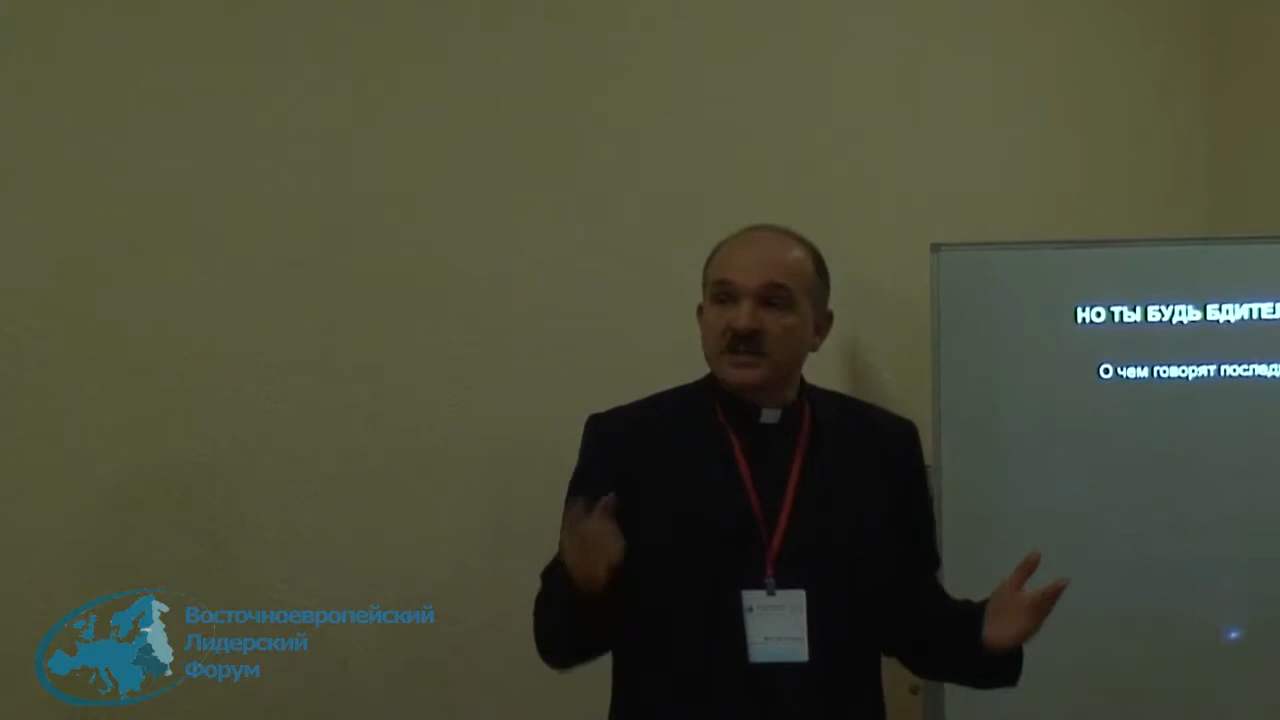 НО ТЫ БУДЬ
О чем говорят
Восточноевропейский
Лидерский
Форум